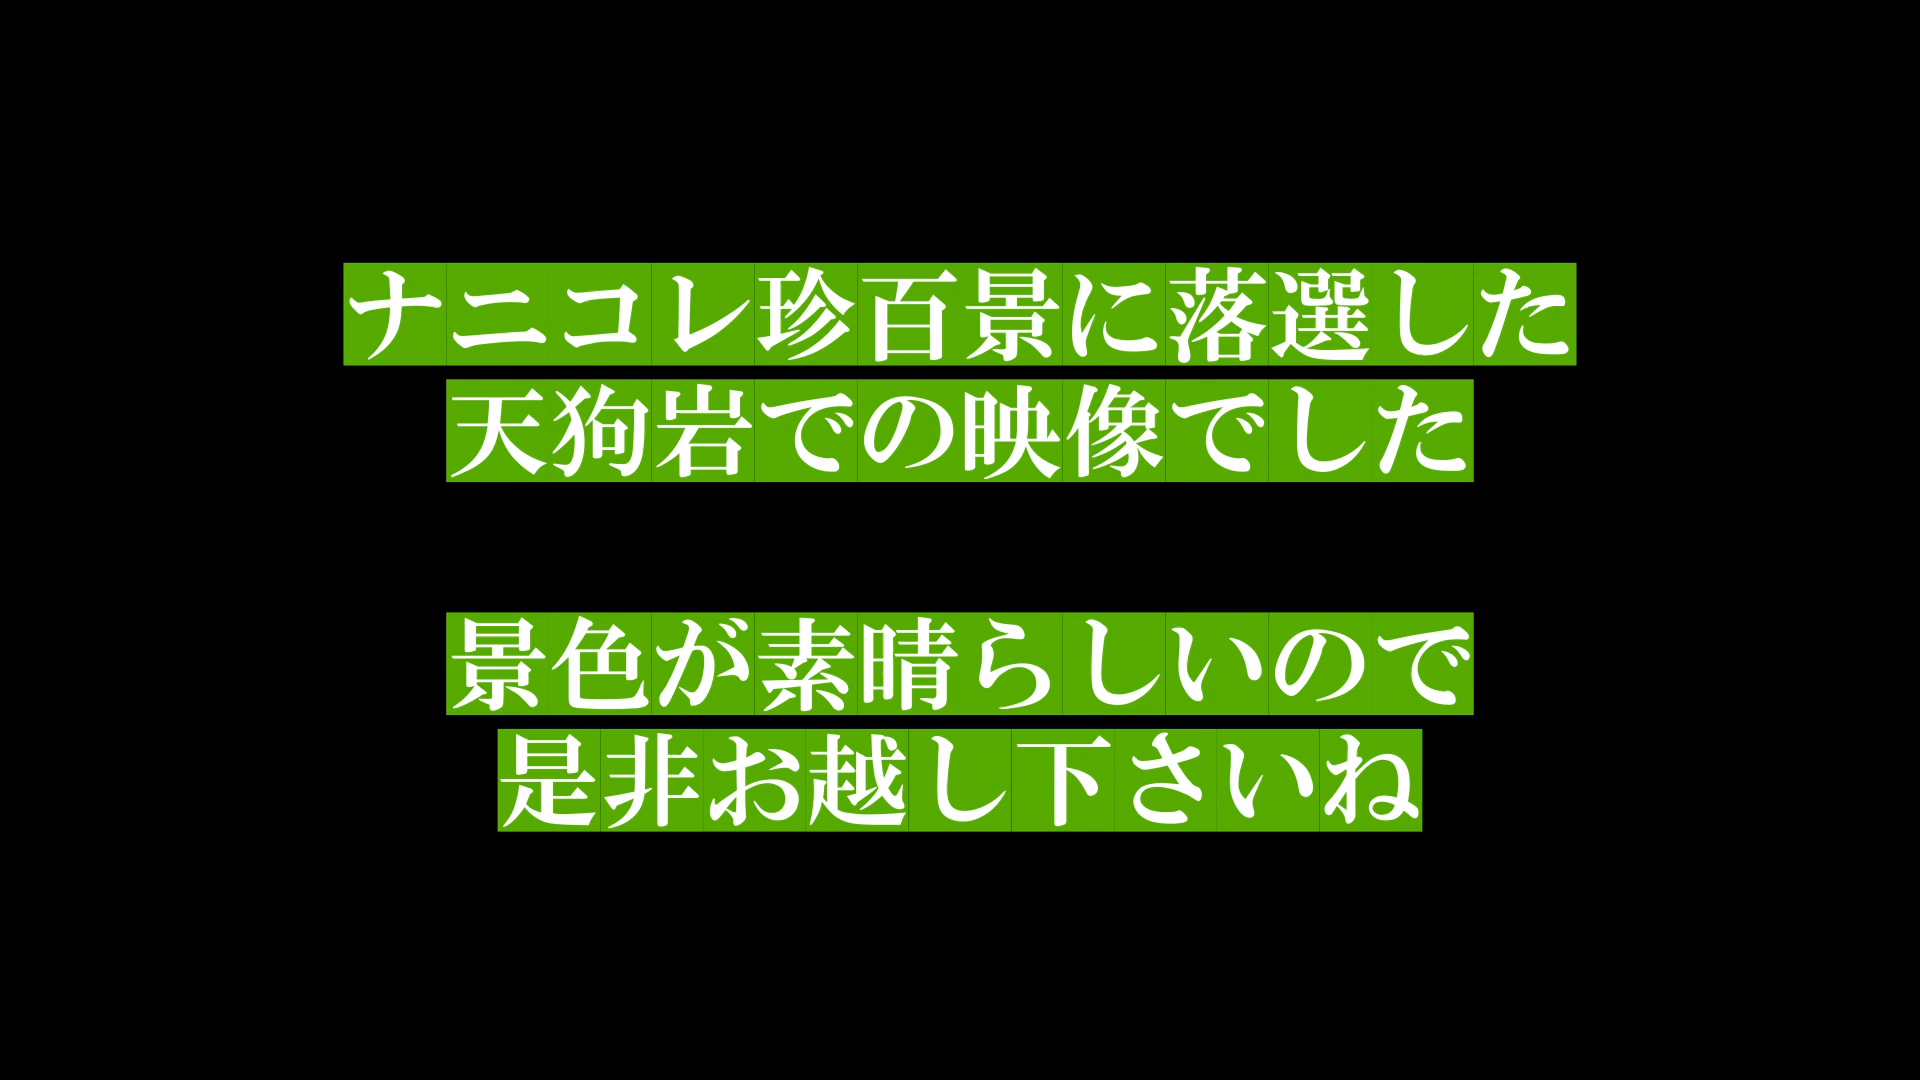 ナニコレ珍百景に落選した
天狗岩での映像でした
景色が素晴らしいので
是非お越し下さいね